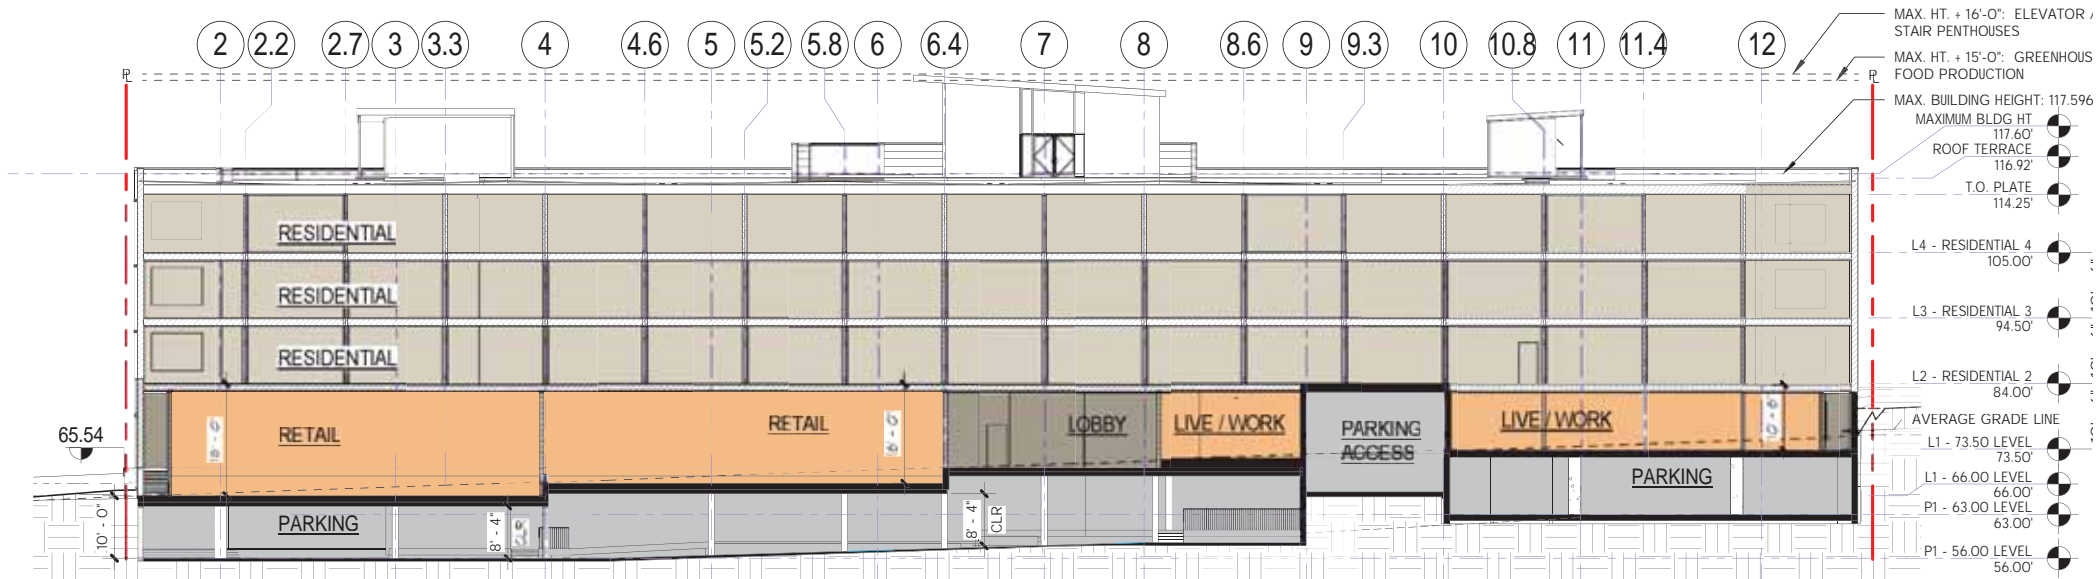 MAX. HT. + 16'-0": ELEVATOR
STAIR PENTHOUSES
2 2.2 2.7 3 3.3 4 4.6 5 5.2 5.8 6 6.4 7 8 8.6 9 9.3 10 10.8 11 11.4 12
MAX. HT. + 15'-0": GREENHOUS
FOOD PRODUCTION
PL
PL
MAX. BUILDING HEIGHT: 117.596
MAXIMUM BLDG HT
117.60'
ROOF TERRACE
116.92'
T.O. PLATE
114.25'
RESIDENTIAL
L4 - RESIDENTIAL 4
105.00'
RESIDENTIAL
L3 - RESIDENTIAL 3
94.50'
RESIDENTIAL
L2 - RESIDENTIAL 2
84.00'
AVERAGE GRADE LINE
65.54
RETAIL
RETAIL
LOBBY
LIVE / WORK
PARKING
ACCESS
LIVE / WORK
10'-6"
L1 - 73.50 LEVEL
73.50'
PARKING
L1 - 66.00 LEVEL
66.00'
10' - 0"
PARKING
8' - 4"
CLR
8' - 4"
CLR
P1 - 63.00 LEVEL
63.00'
P1 - 56.00 LEVEL
56.00'